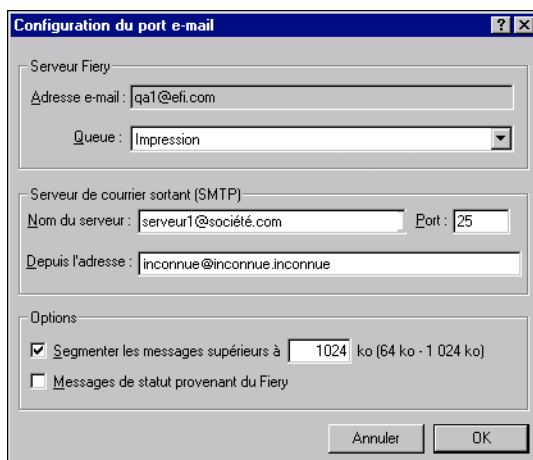 Configuration du port e-mail
Serveur Fiery
Adresse e-mail : qa1@efi.com
Queue : Impression
Serveur de courrier sortant (SMTP)
Nom du serveur : serveur1@société.com Port : 25
Depuis l'adresse : inconnue@inconnue.inconnue
Options
Segmenter les messages supérieurs à 1024 ko (64 ko - 1 024 ko)
Messages de statut provenant du Fiery
Annuler OK